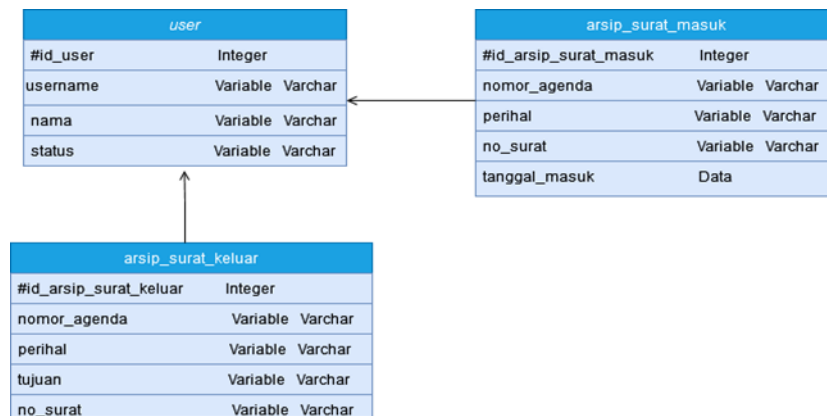 user
#id_user Integer
username Variable Varchar
nama Variable Varchar
status Variable Varchar
arsip_surat_masuk
#id_arsip_surat_masuk Integer
nomor_agenda Variable Varchar
perihal Variable Varchar
no_surat Variable Varchar
tanggal_masuk Data
arsip_surat_keluar
#id_arsip_surat_keluar Integer
nomor_agenda Variable Varchar
perihal Variable Varchar
tujuan Variable Varchar
no_surat Variable Varchar